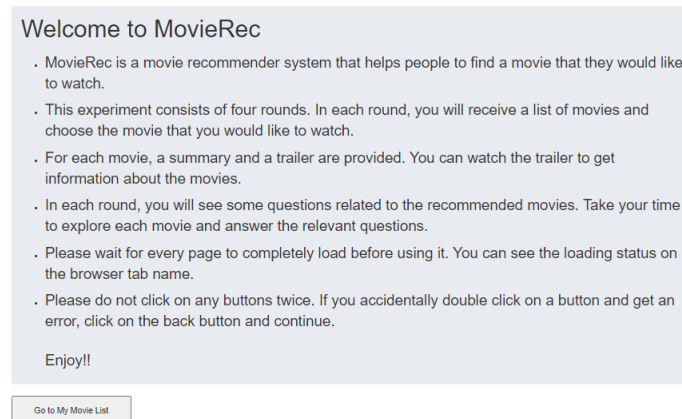 Welcome to MovieRec
• MovieRec is a movie recommender system that helps people to find a movie that they would like
to watch.
• This experiment consists of four rounds. In each round, you will receive a list of movies and
choose the movie that you would like to watch.
• For each movie, a summary and a trailer are provided. You can watch the trailer to get
information about the movies.
• In each round, you will see some questions related to the recommended movies. Take your time
to explore each movie and answer the relevant questions.
• Please wait for every page to completely load before using it. You can see the loading status on
the browser tab name.
• Please do not click on any buttons twice. If you accidentally double click on a button and get an
error, click on the back button and continue.
Enjoy!!
Go to My Movie List